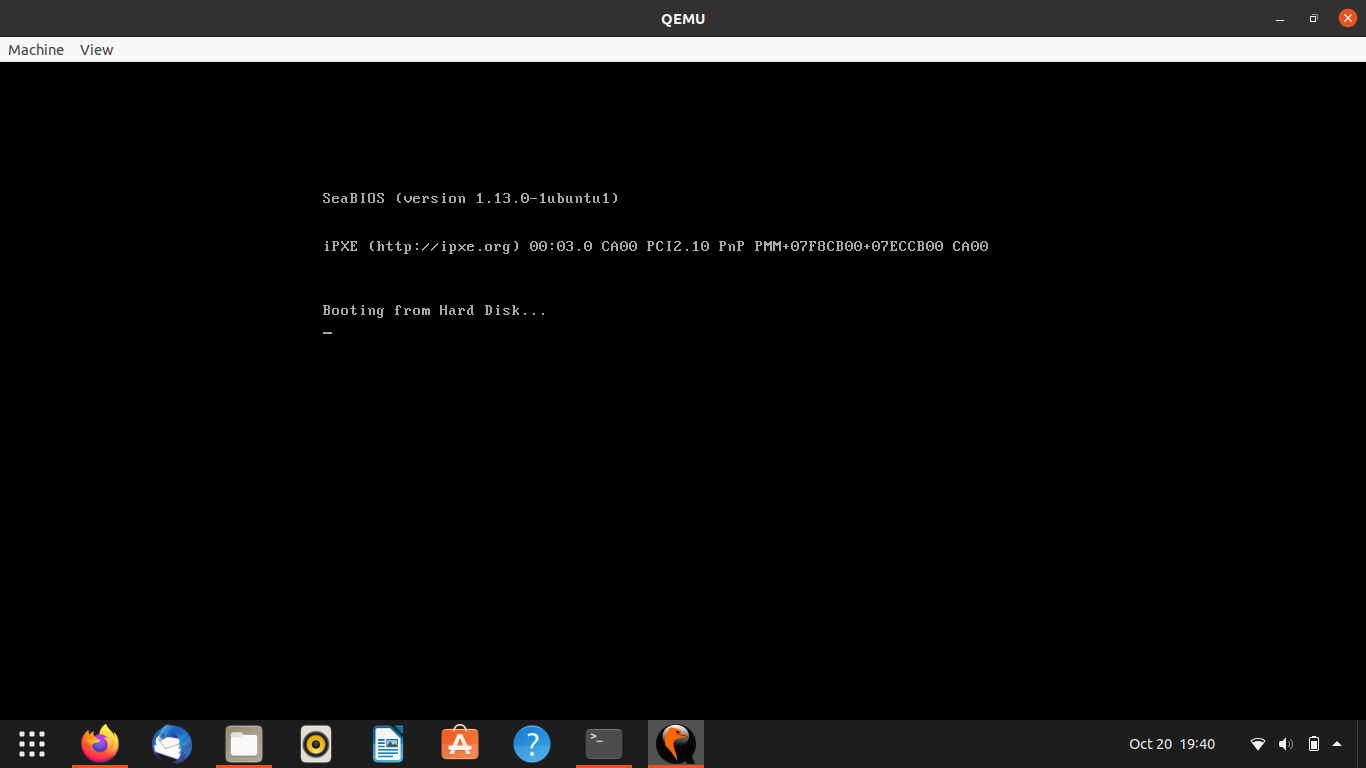 QEMU
Machine View
SeaBIOS (version 1.13.0-1ubuntu1)
iPXE (http://ipxe.org) 00:03.0 CA00 PCI2.10 PnP PMM+07F8CB00+07ECCB00 CA00
Booting from Hard Disk...
_
>_
?
Oct 20 19:40